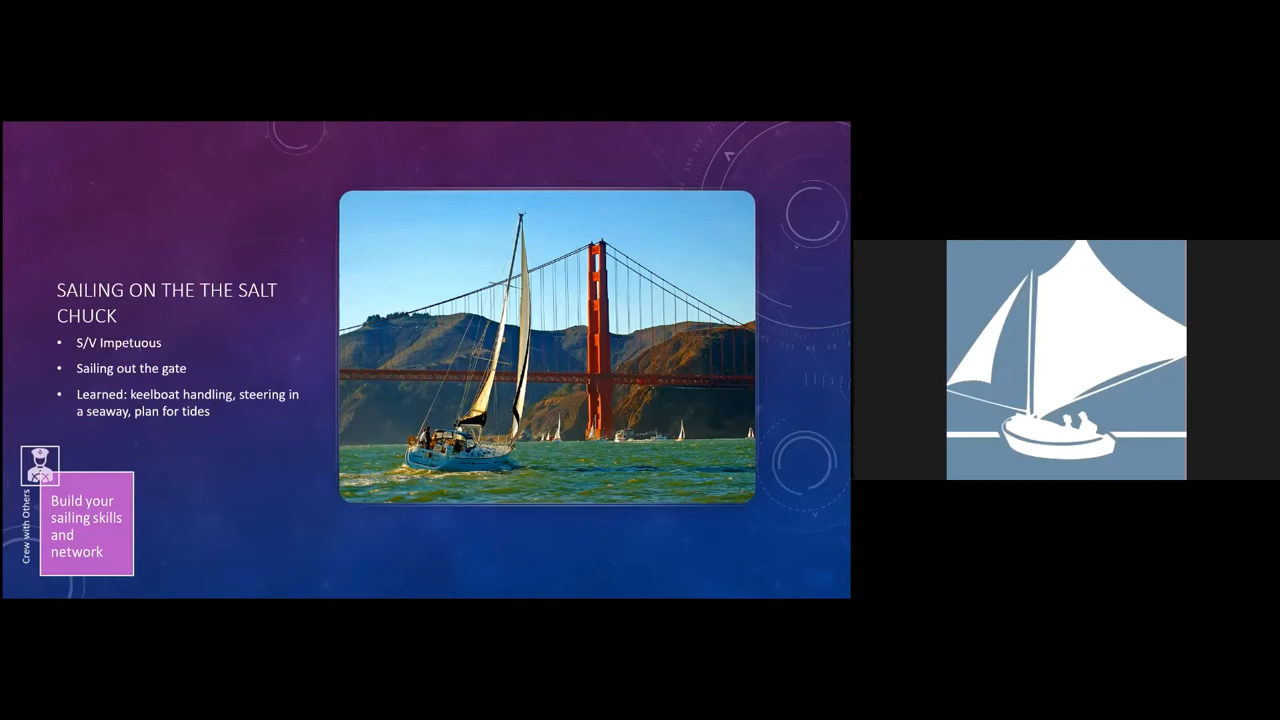 SAILING ON THE THE SALT
CHUCK
• S/V Impetuous
• Sailing out the gate
• Learned: keelboat handling, steering in
a seaway, plan for tides
Crew with Others
Build your
sailing skills
and
network